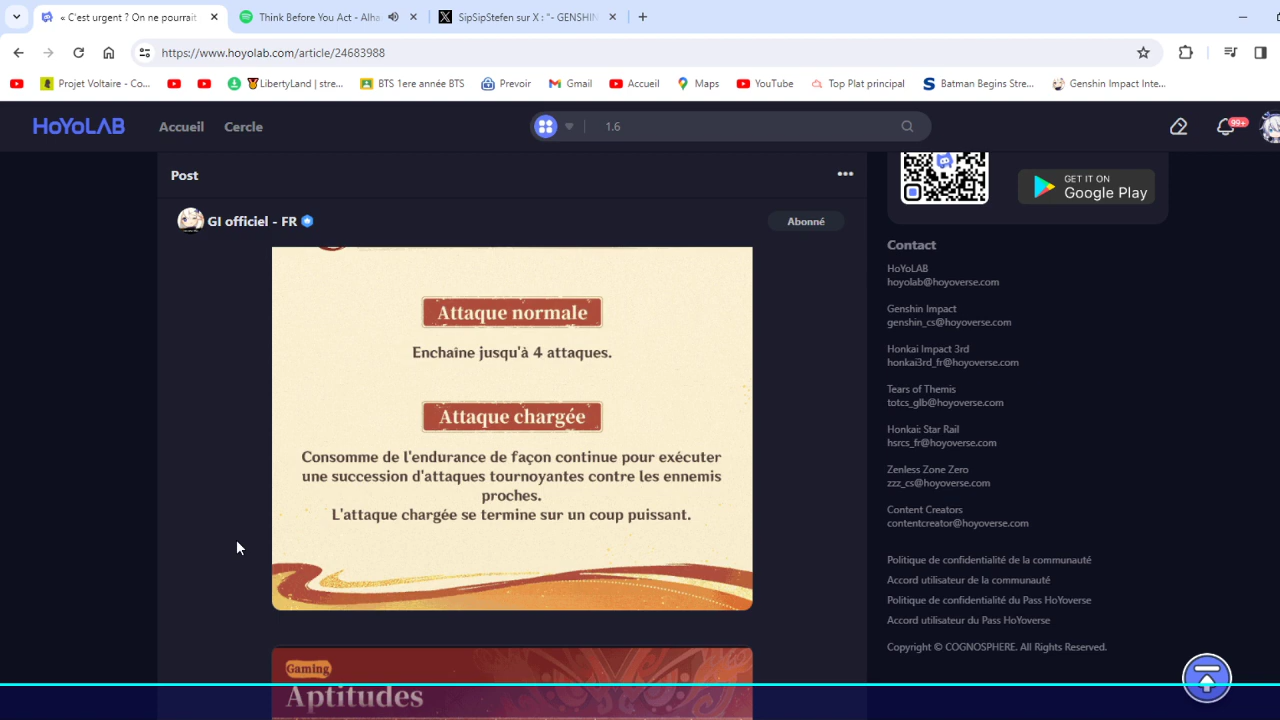 « C'est urgent ? On ne pourrait
Think Before You Act - Alha
SipSipStefen sur X : "- GENSHIN
https://www.hoyolab.com/article/24683988
Projet Voltaire - Co...
LibertyLand | stre...
BTS 1ere année BTS
Prevoir
Gmail
Accueil
Maps
YouTube
Top Plat principal
Batman Begins Stre...
Genshin Impact Inte...
HoYoLAB
Accueil
Cercle
1.6
99+
Post
GI officiel - FR
Abonné
Attaque normale
Enchaîne jusqu'à 4 attaques.
Attaque chargée
Consomme de l'endurance de façon continue pour exécuter
une succession d'attaques tournoyantes contre les ennemis
proches.
L'attaque chargée se termine sur un coup puissant.
Gaming
Aptitudes
GET IT ON
Google Play
Contact
HoYoLAB
hoyolab@hoyoverse.com
Genshin Impact
genshin_cs@hoyoverse.com
Honkai Impact 3rd
honkai3rd_fr@hoyoverse.com
Tears of Themis
totcs_glb@hoyoverse.com
Honkai: Star Rail
hsrcs_fr@hoyoverse.com
Zenless Zone Zero
zzz_cs@hoyoverse.com
Content Creators
contentcreator@hoyoverse.com
Politique de confidentialité de la communauté
Accord utilisateur de la communauté
Politique de confidentialité du Pass HoYoverse
Accord utilisateur du Pass HoYoverse
Copyright © COGNOSPHERE. All Rights Reserved.